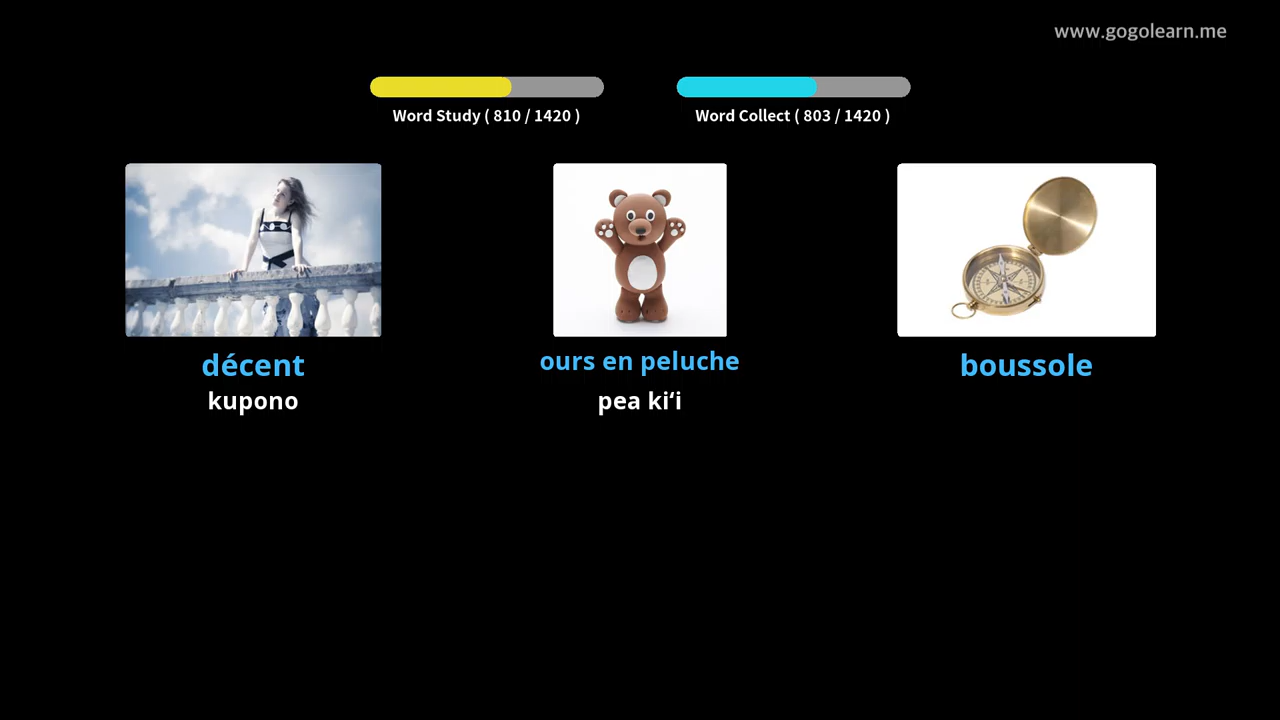 www.gogolearn.me
Word Study ( 810 / 1420 )
Word Collect ( 803 / 1420 )
décent
kupono
ours en peluche
pea kiʻi
boussole